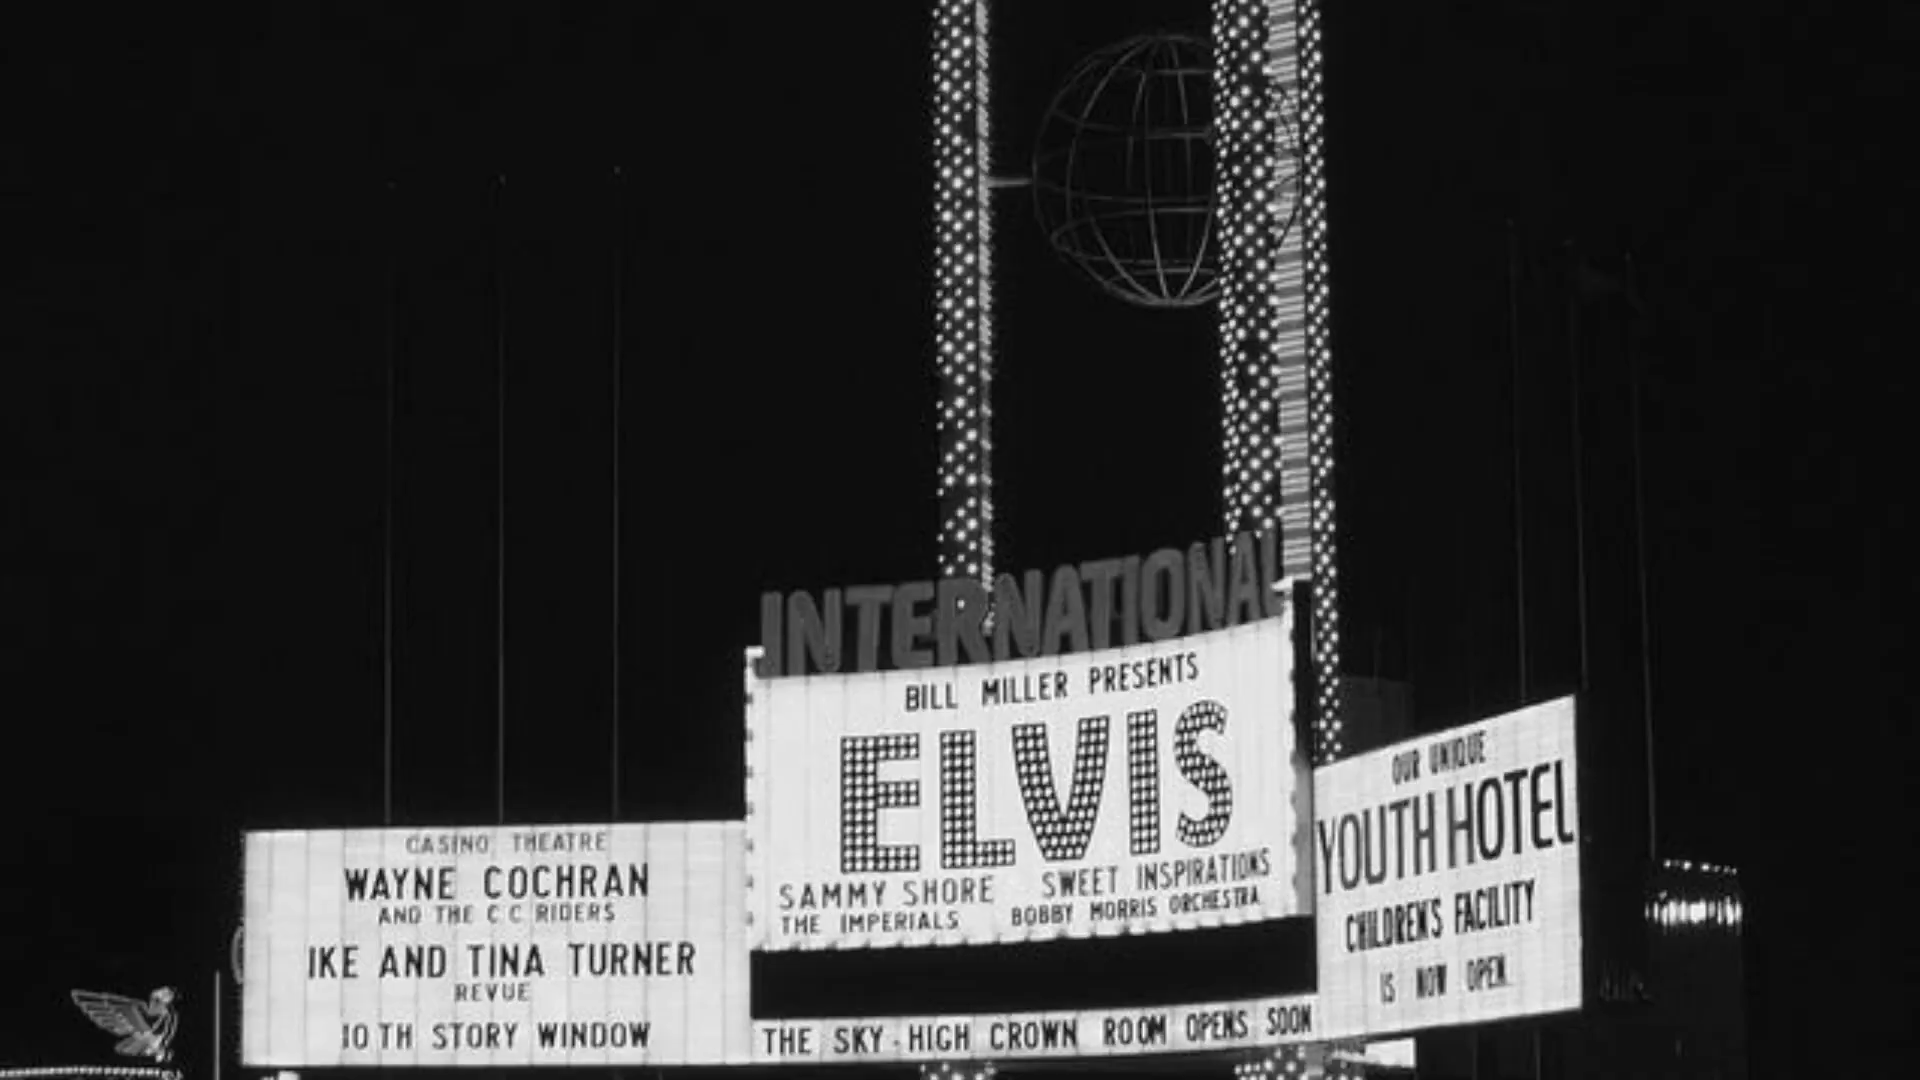 INTERNATIONAL
BILL MILLER PRESENTS
ELVIS
SAMMY SHORE SWEET INSPIRATIONS
THE IMPERIALS BOBBY MORRIS ORCHESTRA
THE SKY-HIGH CROWN ROOM OPENS SOON
CASINO THEATRE
WAYNE COCHRAN
AND THE C C RIDERS
IKE AND TINA TURNER
REVUE
10TH STORY WINDOW
OUR UNIQUE
YOUTH HOTEL
CHILDREN'S FACILITY
IS NOW OPEN